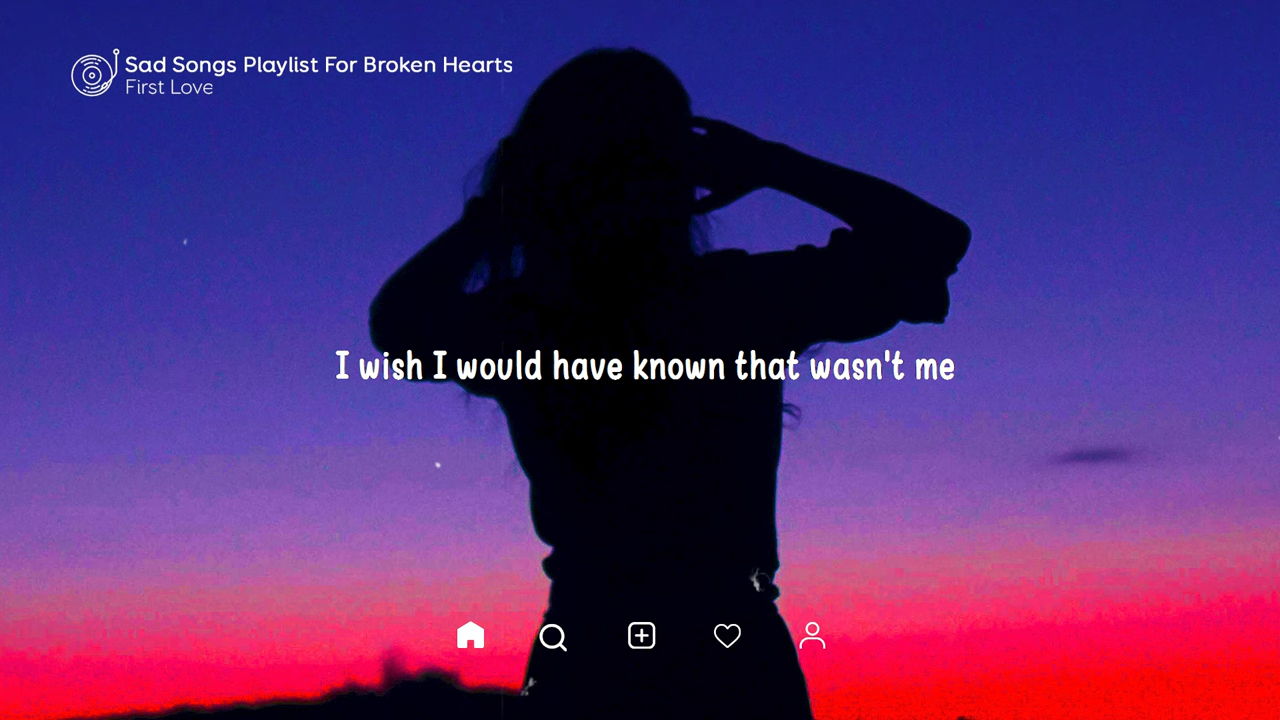 Sad Songs Playlist For Broken Hearts
First Love
I wish I would have known that wasn't me